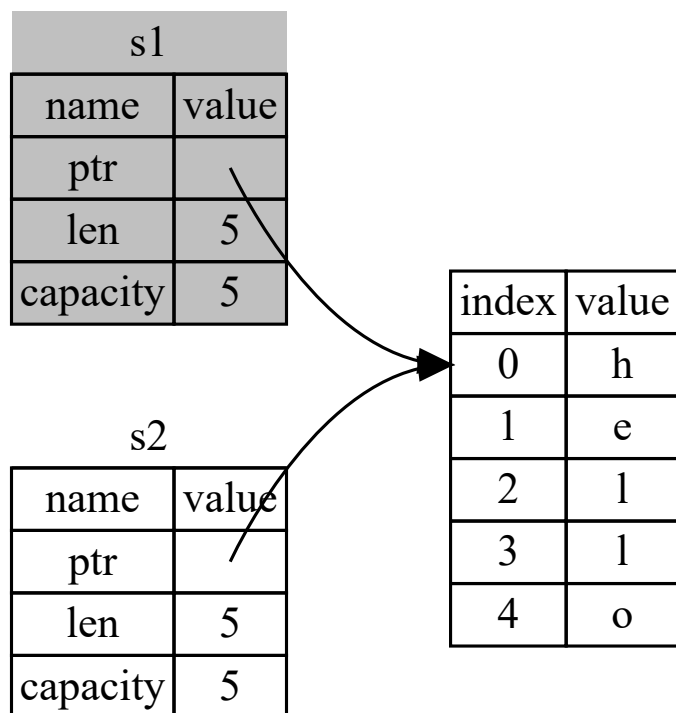 s1
name value
ptr
len 5
capacity 5
s2
name value
ptr
len 5
capacity 5
index value
0 h
1 e
2 l
3 l
4 o